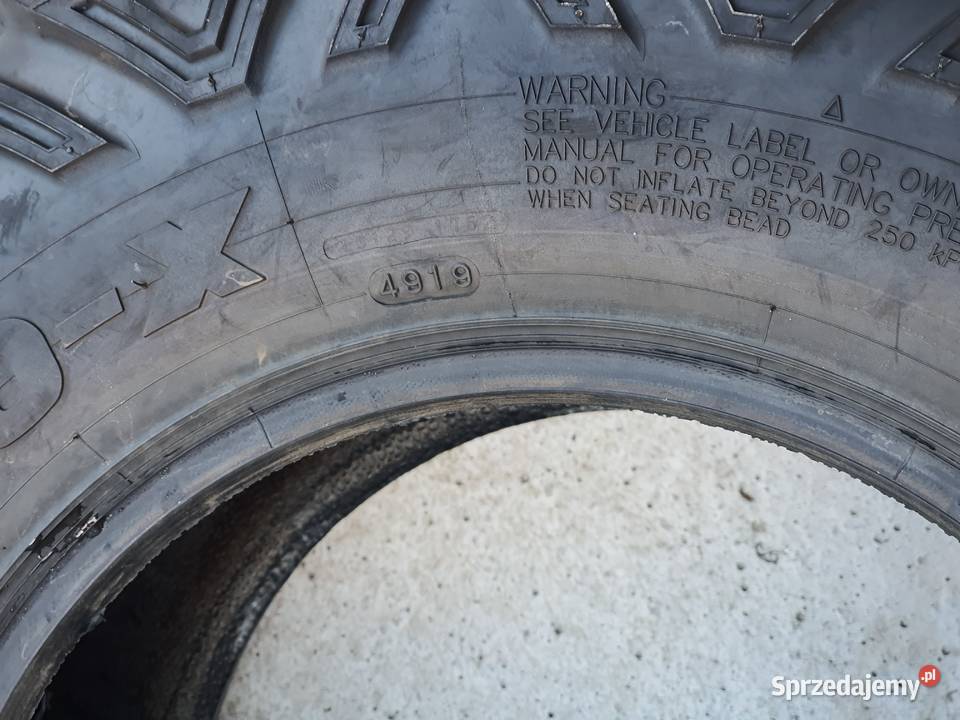 WARNING
SEE VEHICLE LABEL OR OWN
MANUAL FOR OPERATING PRE
DO NOT INFLATE BEYOND 250 kP
WHEN SEATING BEAD
4919
O-X
Sprzedajemy.pl